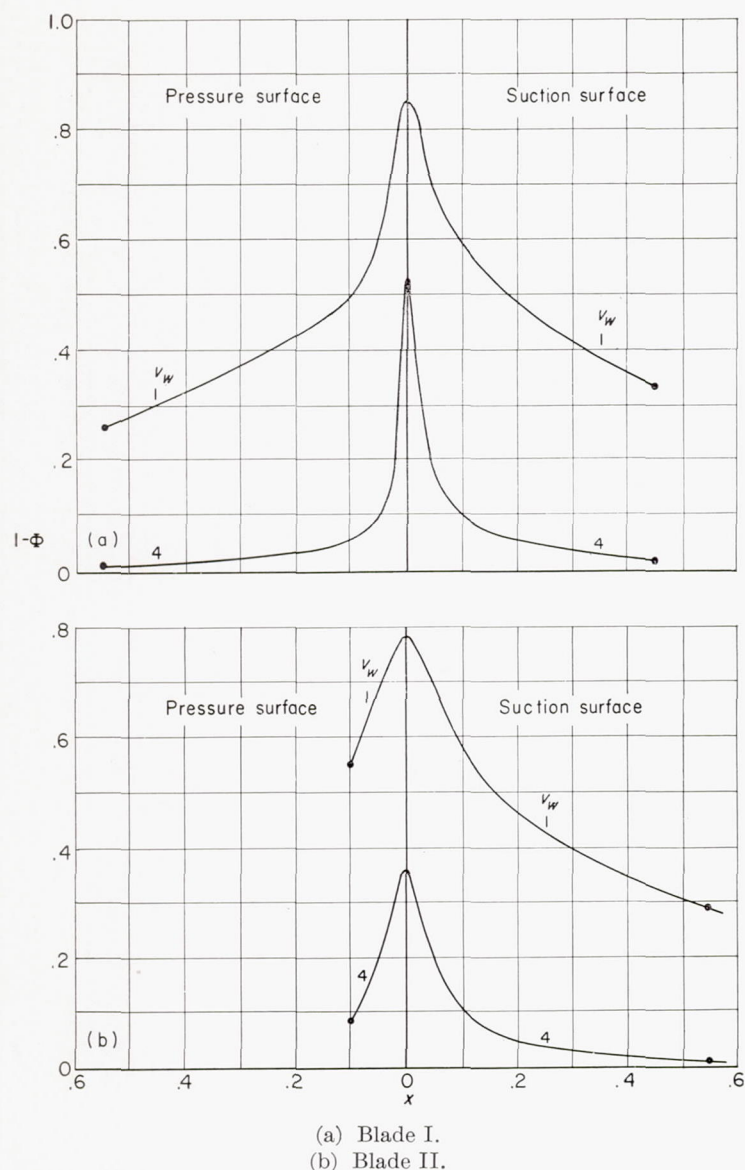 1.0
Pressure surface
Suction surface
.8
.6
V_W
1
.4
V_W
1
.2
1-Φ
(a)
4
4
0
.8
V_W
1
Pressure surface
Suction surface
.6
V_W
1
.4
.2
4
(b)
4
0
.6
.4
.2
0
.2
.4
.6
x
(a) Blade I.
(b) Blade II.